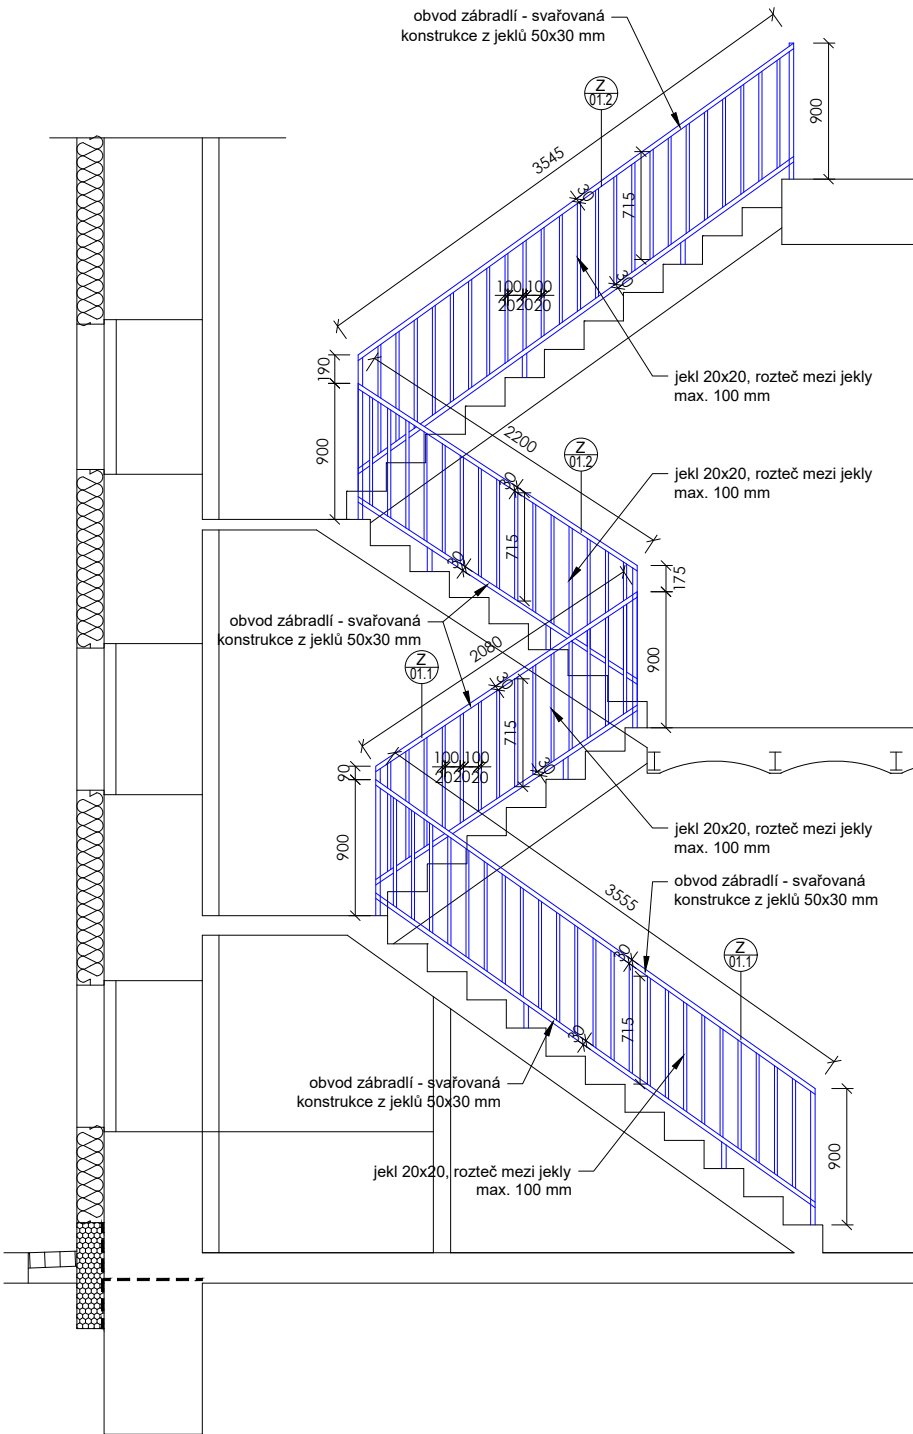 obvod zábradlí - svařovaná
konstrukce z jeklů 50x30 mm
Z
01.2
900
3545
30
715
100 100
20 20 20
30
190
jekl 20x20, rozteč mezi jekly
max. 100 mm
2200
Z
01.2
900
30
jekl 20x20, rozteč mezi jekly
max. 100 mm
715
30
175
obvod zábradlí - svařovaná
konstrukce z jeklů 50x30 mm
2080
900
Z
01.1
30
715
100 100
20 20 20
30
90
jekl 20x20, rozteč mezi jekly
max. 100 mm
900
obvod zábradlí - svařovaná
konstrukce z jeklů 50x30 mm
3555
Z
01.1
30
715
30
obvod zábradlí - svařovaná
konstrukce z jeklů 50x30 mm
900
jekl 20x20, rozteč mezi jekly
max. 100 mm